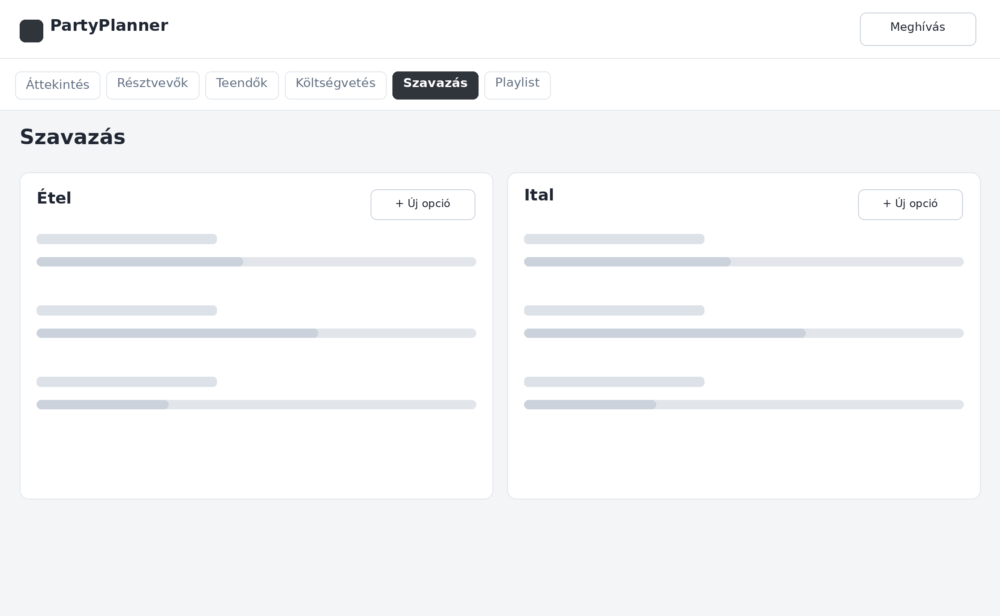 PartyPlanner
Meghívás
Áttekintés
Résztvevők
Teendők
Költségvetés
Szavazás
Playlist
Szavazás
Étel
+ Új opció
Ital
+ Új opció